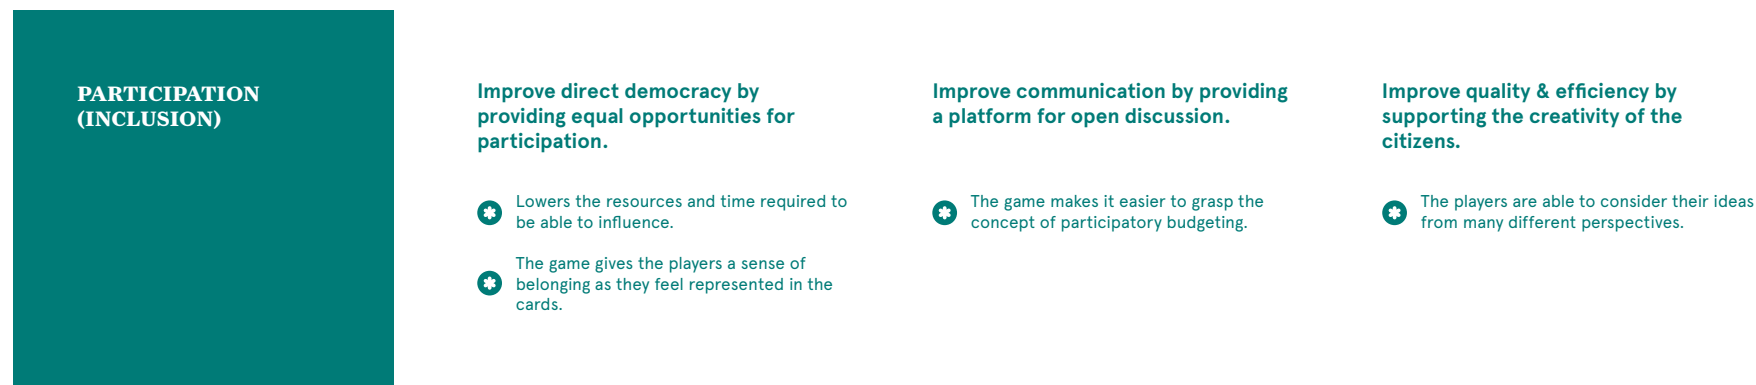 PARTICIPATION
(INCLUSION)
Improve direct democracy by
providing equal opportunities for
participation.
Lowers the resources and time required to
be able to influence.
The game gives the players a sense of
belonging as they feel represented in the
cards.
Improve communication by providing
a platform for open discussion.
The game makes it easier to grasp the
concept of participatory budgeting.
Improve quality & efficiency by
supporting the creativity of the
citizens.
The players are able to consider their ideas
from many different perspectives.